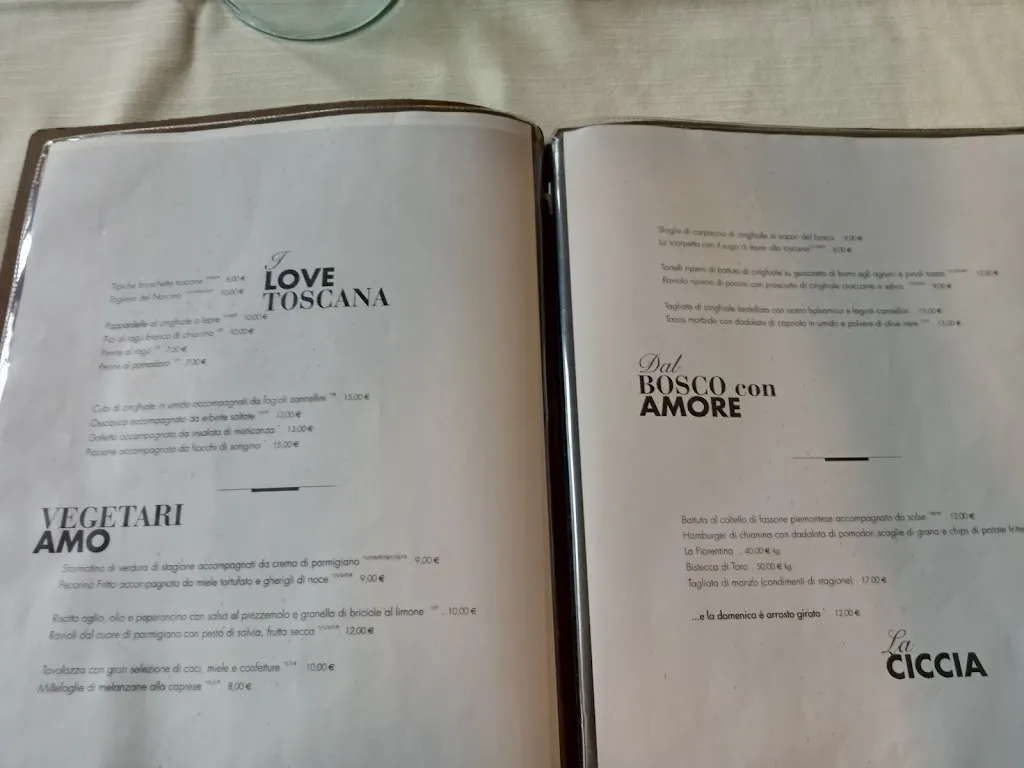 I
LOVE
TOSCANA
Tipiche bruschette toscane 6,00 €
Tagliere del Norcino 10,00 €
Pappardelle al cinghiale o lepre 10,00 €
Pici al ragù bianco di chianina 10,00 €
Penne al ragù 7,50 €
Penne al pomodoro 7,00 €
Cubi di cinghiale in umido accompagnati da fagioli cannellini 15,00 €
Ossobuco accompagnato da erbette saltate 13,00 €
Galletto accompagnato da insalata di misticanza 13,00 €
Piccione accompagnato da fiocchi di songino 15,00 €
VEGETARI
AMO
Sformatino di verdura di stagione accompagnati da crema di parmigiano 9,00 €
Pecorino Fritto accompagnato da miele tartufato e gherigli di noce 9,00 €
Risotto aglio, olio e peperoncino con salsa al prezzemolo e granella di briciole al limone 10,00 €
Ravioli dal cuore di parmigiano con pesto di salvia, frutta secca 12,00 €
Tavolozza con gran selezione di caci, miele e confetture 10,00 €
Millefoglie di melanzane alla caprese 8,00 €
Sfoglie di carpaccio di cinghiale ai sapori del bosco 9,00 €
La scarpetta con il sugo di lepre alla toscana 6,00 €
Tortelli ripieni di battuta di cinghiale su guazzetto di burro agli agrumi e pinoli tostati 10,00 €
Raviolo ripieno di porcini con prosciutto di cinghiale croccante e salvia 9,00 €
Tagliata di cinghiale lardellata con aceto balsamico e fagioli cannellini 15,00 €
Tacos morbido con dadolata di capriolo in umido e polvere di olive nere 15,00 €
Dal
BOSCO con
AMORE
Battuta al coltello di fassone piemontese accompagnato da salse 12,00 €
Hamburger di chianina con dadolata di pomodori scaglie di grana e chips di patate fritte
La Fiorentina . 40,00 € kg
Bistecca di Toro . 50,00 € kg
Tagliata di manzo (condimenti di stagione) . 17,00 €
...e la domenica è arrosto girato . 12,00 €
La
CICCIA